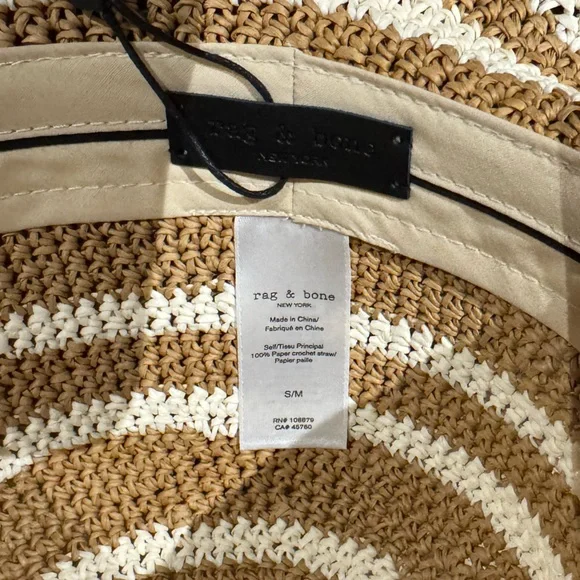 rag & bone
NEW YORK
rag & bone
NEW YORK
Made in China/
Fabriqué en Chine
Self/Tissu Principal
100% Paper crochet straw/
Papier paille
S/M
RN# 108879
CA# 45780